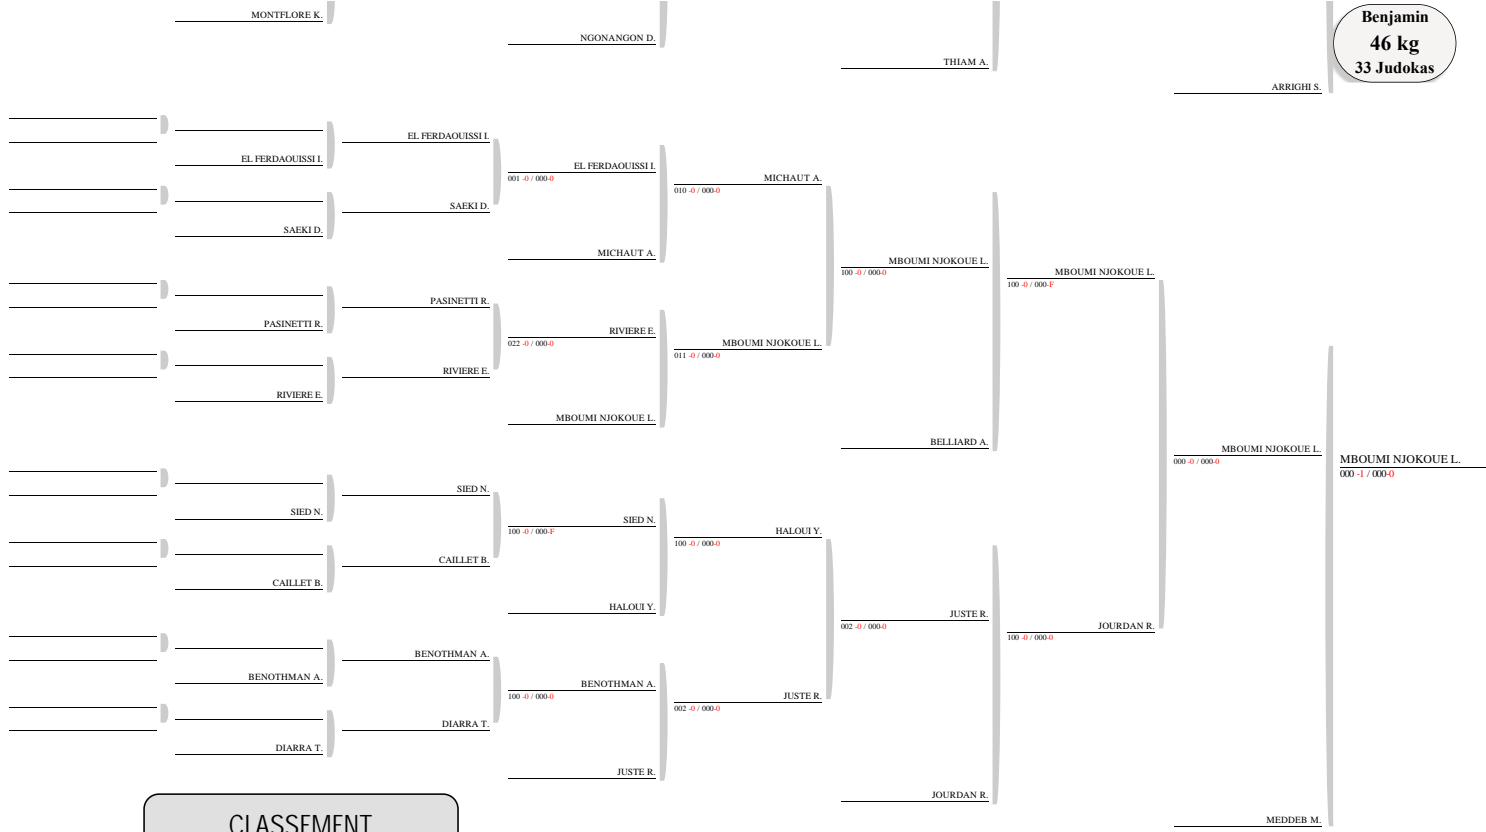 MONTFLORE K.
NGONANGON D.
THIAM A.
ARRIGHI S.
Benjamin
46 kg
33 Judokas
EL FERDAOUISSI I.
SAEKI D.
PASINETTI R.
RIVIERE E.
SIED N.
CAILLET B.
BENOTHMAN A.
DIARRA T.
EL FERDAOUISSI I.
SAEKI D.
PASINETTI R.
RIVIERE E.
SIED N.
CAILLET B.
BENOTHMAN A.
DIARRA T.
EL FERDAOUISSI I.
001 -0 / 000-0
MICHAUT A.
RIVIERE E.
022 -0 / 000-0
MBOUMI NJOKOUE L.
SIED N.
100 -0 / 000-F
HALOUI Y.
BENOTHMAN A.
100 -0 / 000-0
JUSTE R.
MICHAUT A.
010 -0 / 000-0
MBOUMI NJOKOUE L.
011 -0 / 000-0
HALOUI Y.
100 -0 / 000-0
JUSTE R.
002 -0 / 000-0
MBOUMI NJOKOUE L.
100 -0 / 000-0
BELLIARD A.
JUSTE R.
002 -0 / 000-0
JOURDAN R.
MBOUMI NJOKOUE L.
100 -0 / 000-F
JOURDAN R.
100 -0 / 000-0
MBOUMI NJOKOUE L.
000 -0 / 000-0
MEDDEB M.
MBOUMI NJOKOUE L.
000 -1 / 000-0
CLASSEMENT